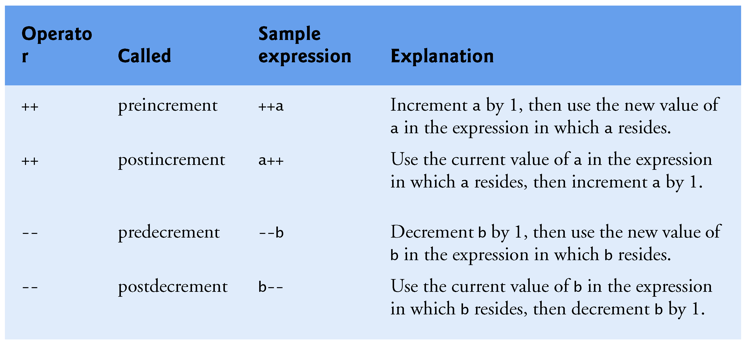 Operato
r Called Sample
expression Explanation
++ preincrement ++a Increment a by 1, then use the new value of
a in the expression in which a resides.
++ postincrement a++ Use the current value of a in the expression
in which a resides, then increment a by 1.
-- predecrement --b Decrement b by 1, then use the new value of
b in the expression in which b resides.
-- postdecrement b-- Use the current value of b in the expression
in which b resides, then decrement b by 1.